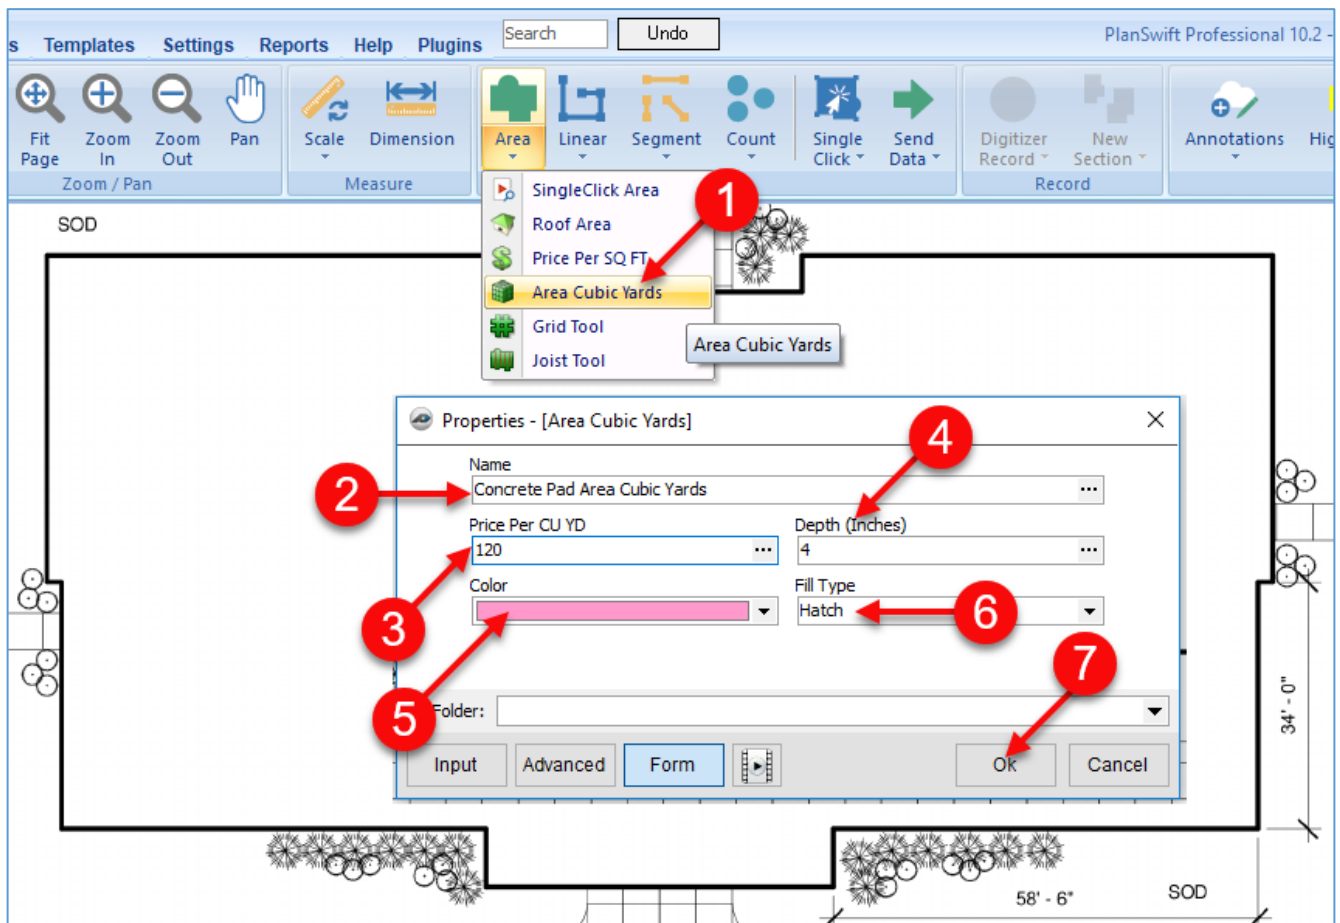 s Templates Settings Reports Help Plugins Search Undo PlanSwift Professional 10.2 -
Fit Page
Zoom In
Zoom Out
Pan
Scale
Dimension
Area
Linear
Segment
Count
Single Click
Send Data
Digitizer Record
New Section
Annotations
Hig
Zoom / Pan
Measure
Record
SOD
SingleClick Area
1
Roof Area
Price Per SQ FT
Area Cubic Yards
Grid Tool
Area Cubic Yards
Joist Tool
Properties - [Area Cubic Yards]
4
Name
2
Concrete Pad Area Cubic Yards
Price Per CU YD
Depth (Inches)
120
4
3
Color
Fill Type
Hatch
6
7
5
Folder:
Input
Advanced
Form
Ok
Cancel
34' - 0"
58' - 6"
SOD